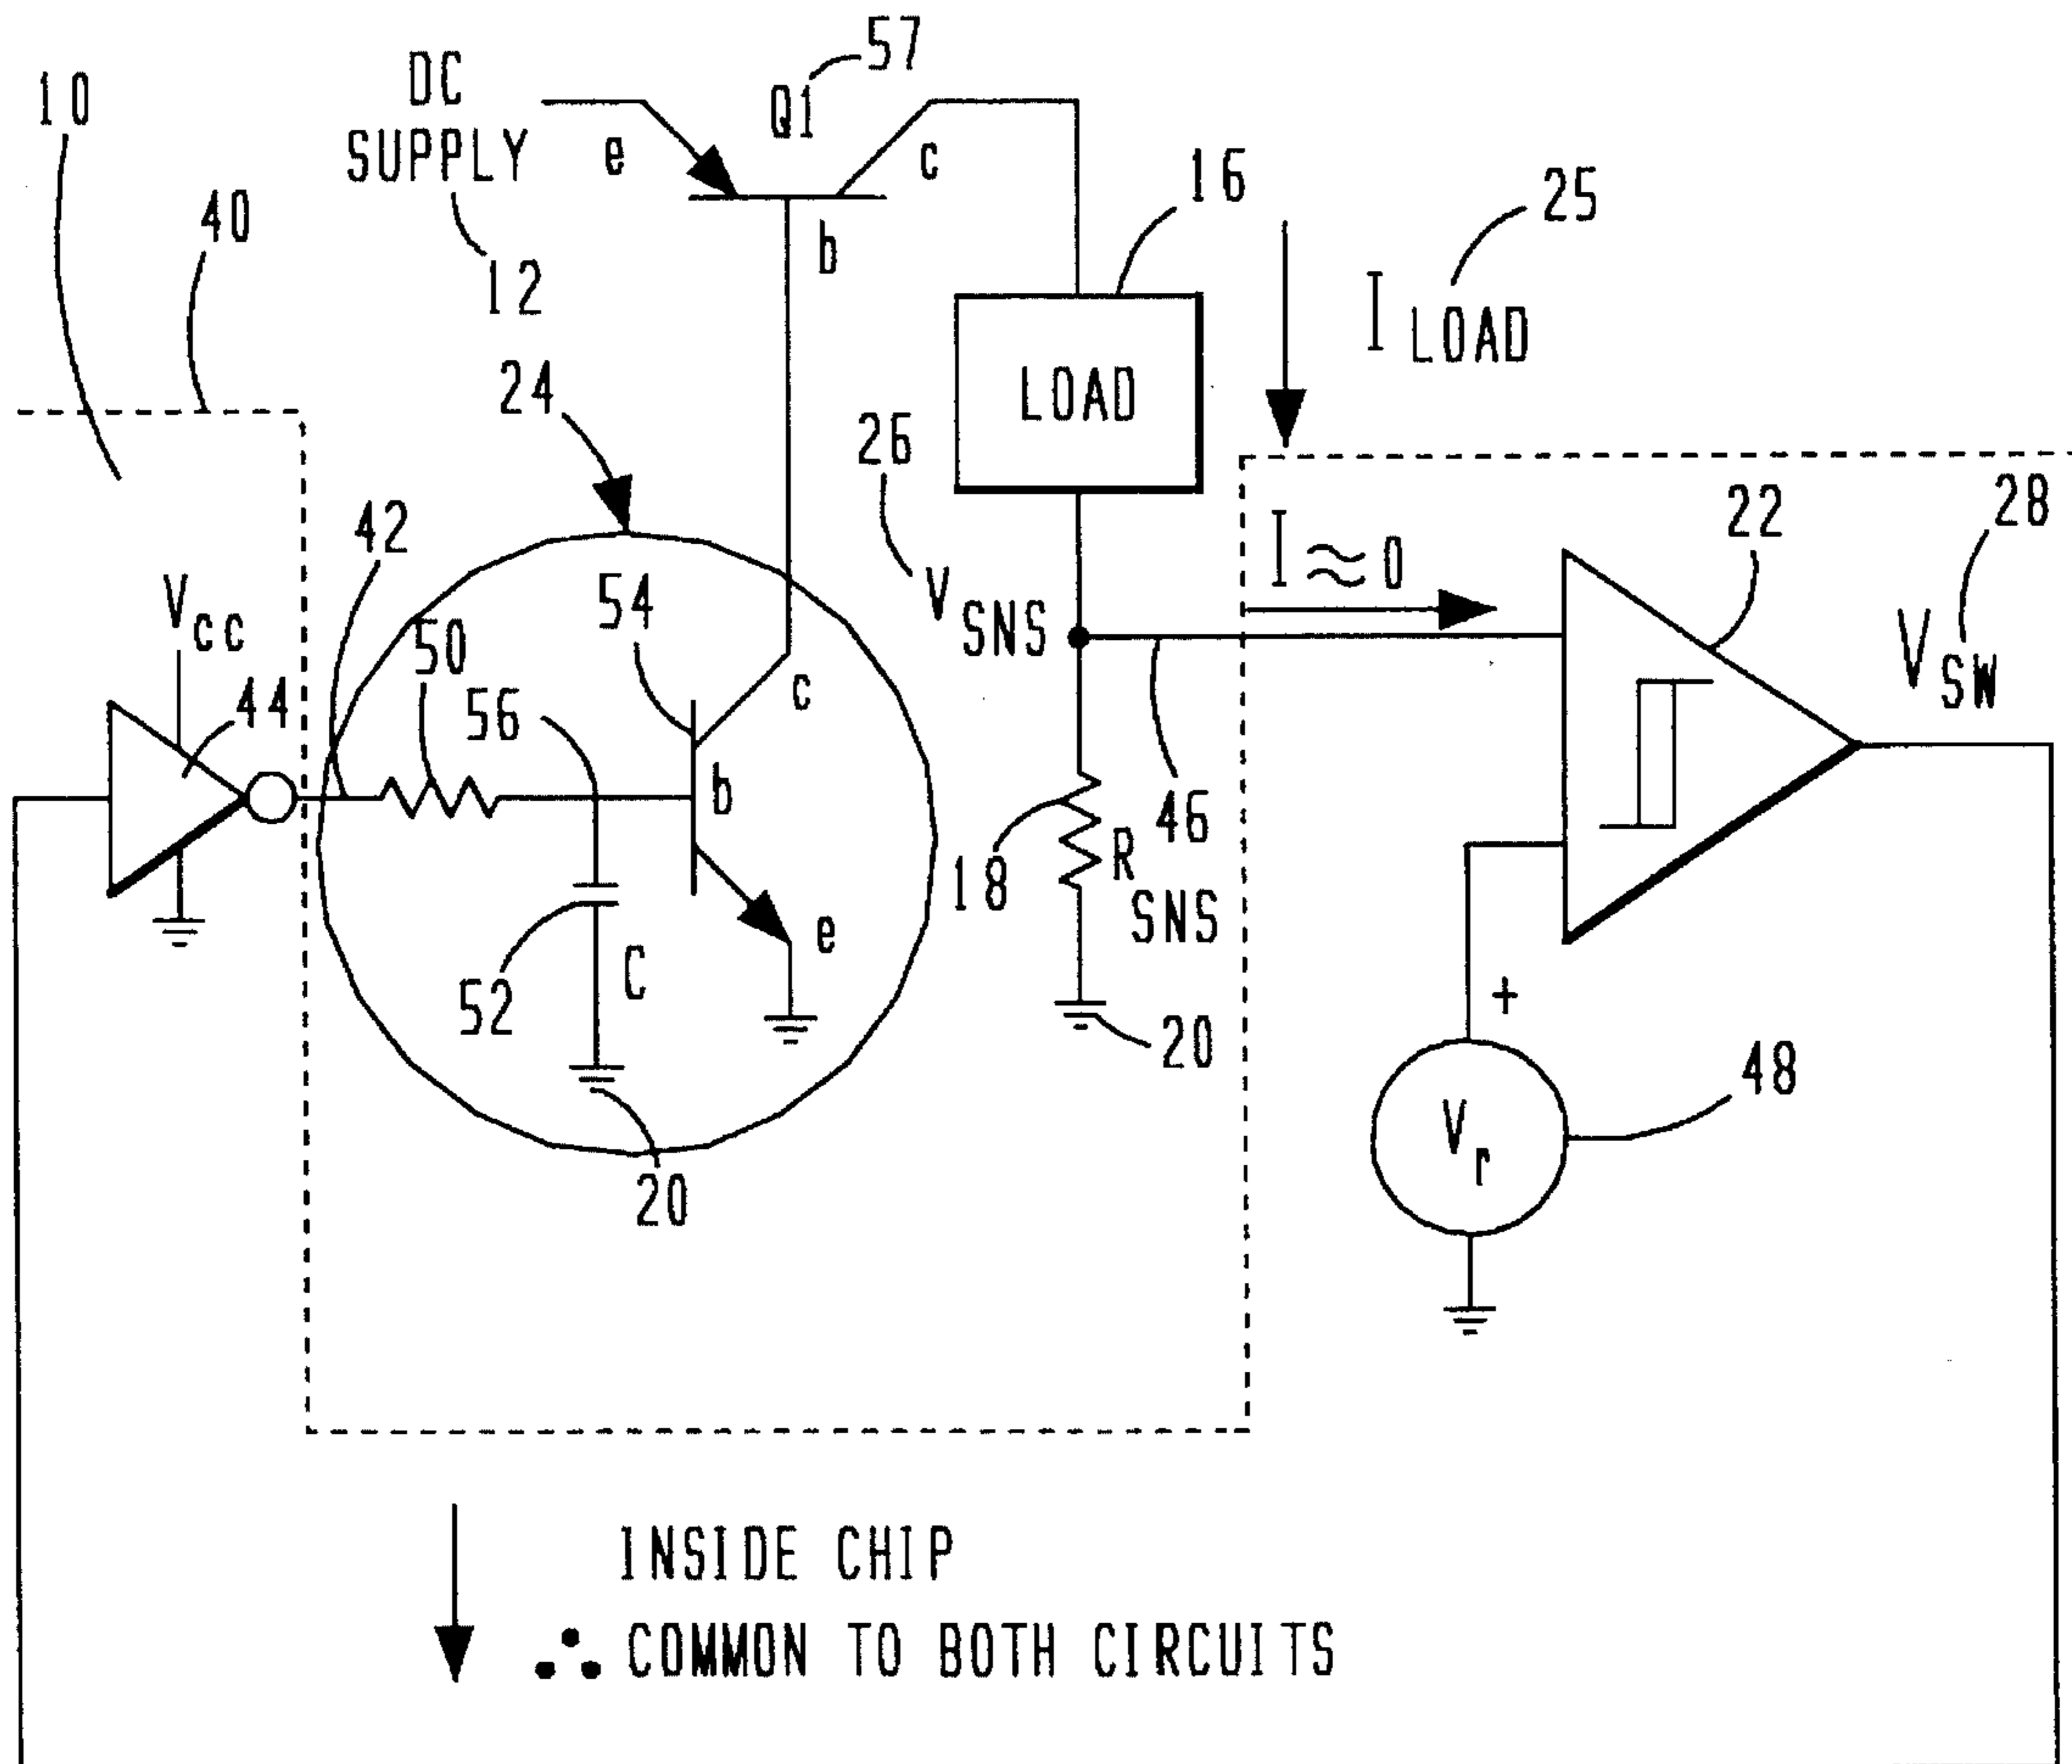 57
10
DC
SUPPLY
12
Q1
e
c
b
16
25
I LOAD
40
24
LOAD
26
V SNS
I ≈ 0
22
28
V SW
42
V CC
44
50
54
56
c
b
e
52
C
20
18
R SNS
46
20
+
V r
48
INSIDE CHIP
∴ COMMON TO BOTH CIRCUITS